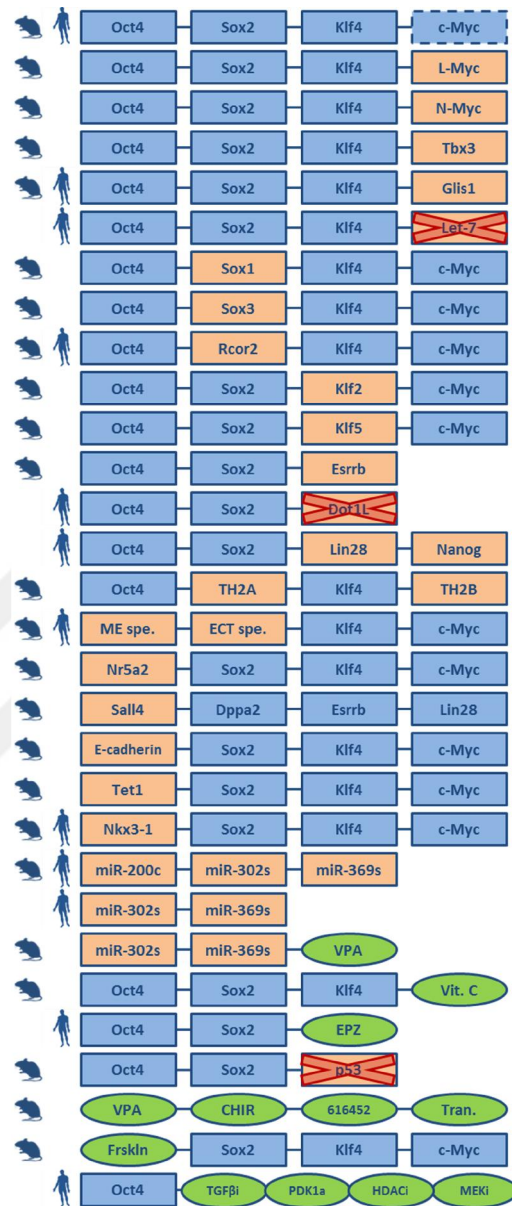 Oct4 Sox2 Klf4 c-Myc
Oct4 Sox2 Klf4 L-Myc
Oct4 Sox2 Klf4 N-Myc
Oct4 Sox2 Klf4 Tbx3
Oct4 Sox2 Klf4 Glis1
Oct4 Sox2 Klf4 Let-7
Oct4 Sox1 Klf4 c-Myc
Oct4 Sox3 Klf4 c-Myc
Oct4 Rcor2 Klf4 c-Myc
Oct4 Sox2 Klf2 c-Myc
Oct4 Sox2 Klf5 c-Myc
Oct4 Sox2 Esrrb
Oct4 Sox2 Dot1L
Oct4 Sox2 Lin28 Nanog
Oct4 TH2A Klf4 TH2B
ME spe. ECT spe. Klf4 c-Myc
Nr5a2 Sox2 Klf4 c-Myc
Sall4 Dppa2 Esrrb Lin28
E-cadherin Sox2 Klf4 c-Myc
Tet1 Sox2 Klf4 c-Myc
Nkx3-1 Sox2 Klf4 c-Myc
miR-200c miR-302s miR-369s
miR-302s miR-369s
miR-302s miR-369s VPA
Oct4 Sox2 Klf4 Vit. C
Oct4 Sox2 EPZ
Oct4 Sox2 p53
VPA CHIR 616452 Tran.
Frskln Sox2 Klf4 c-Myc
Oct4 TGFβi PDK1a HDACi MEKi